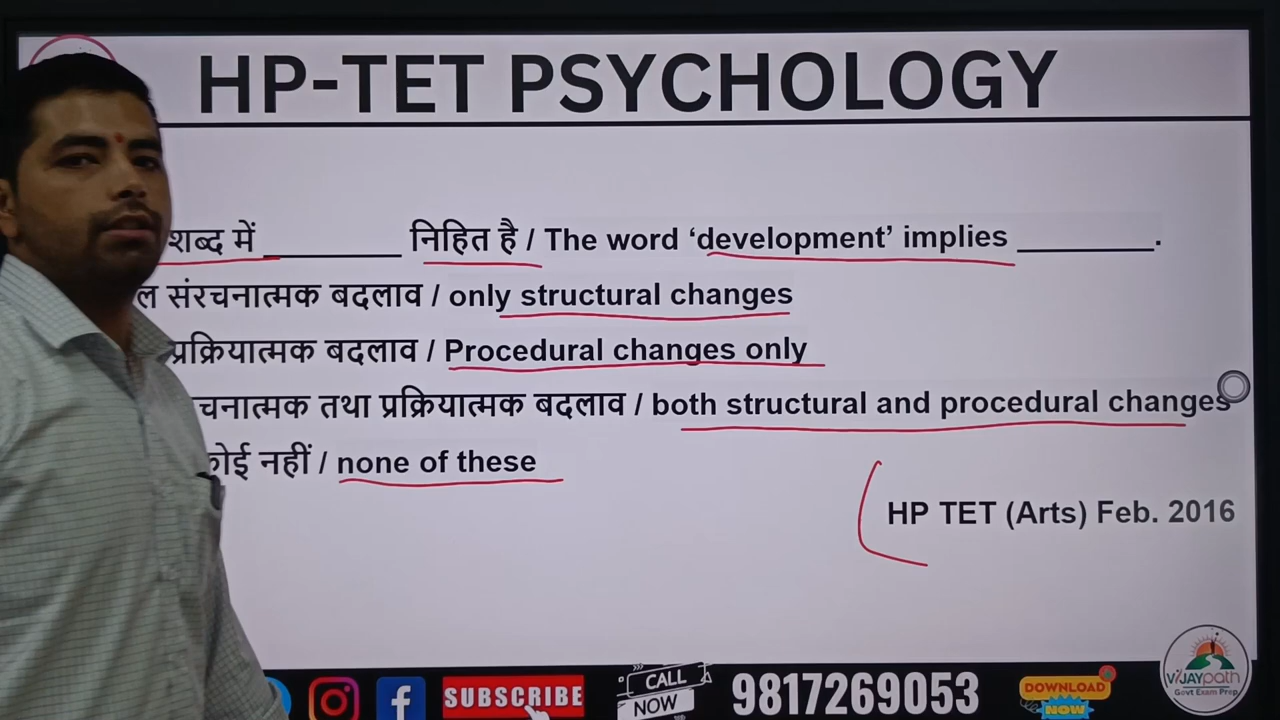 HP-TET PSYCHOLOGY
शब्द में ________ निहित है / The word ‘development’ implies ________.
संरचनात्मक बदलाव / only structural changes
प्रक्रियात्मक बदलाव / Procedural changes only
तथा प्रक्रियात्मक बदलाव / both structural and procedural changes
नहीं / none of these
HP TET (Arts) Feb. 2016
SUBSCRIBE
CALL
NOW
9817269053
DOWNLOAD
NOW
VIJAYpath
Govt Exam Prep